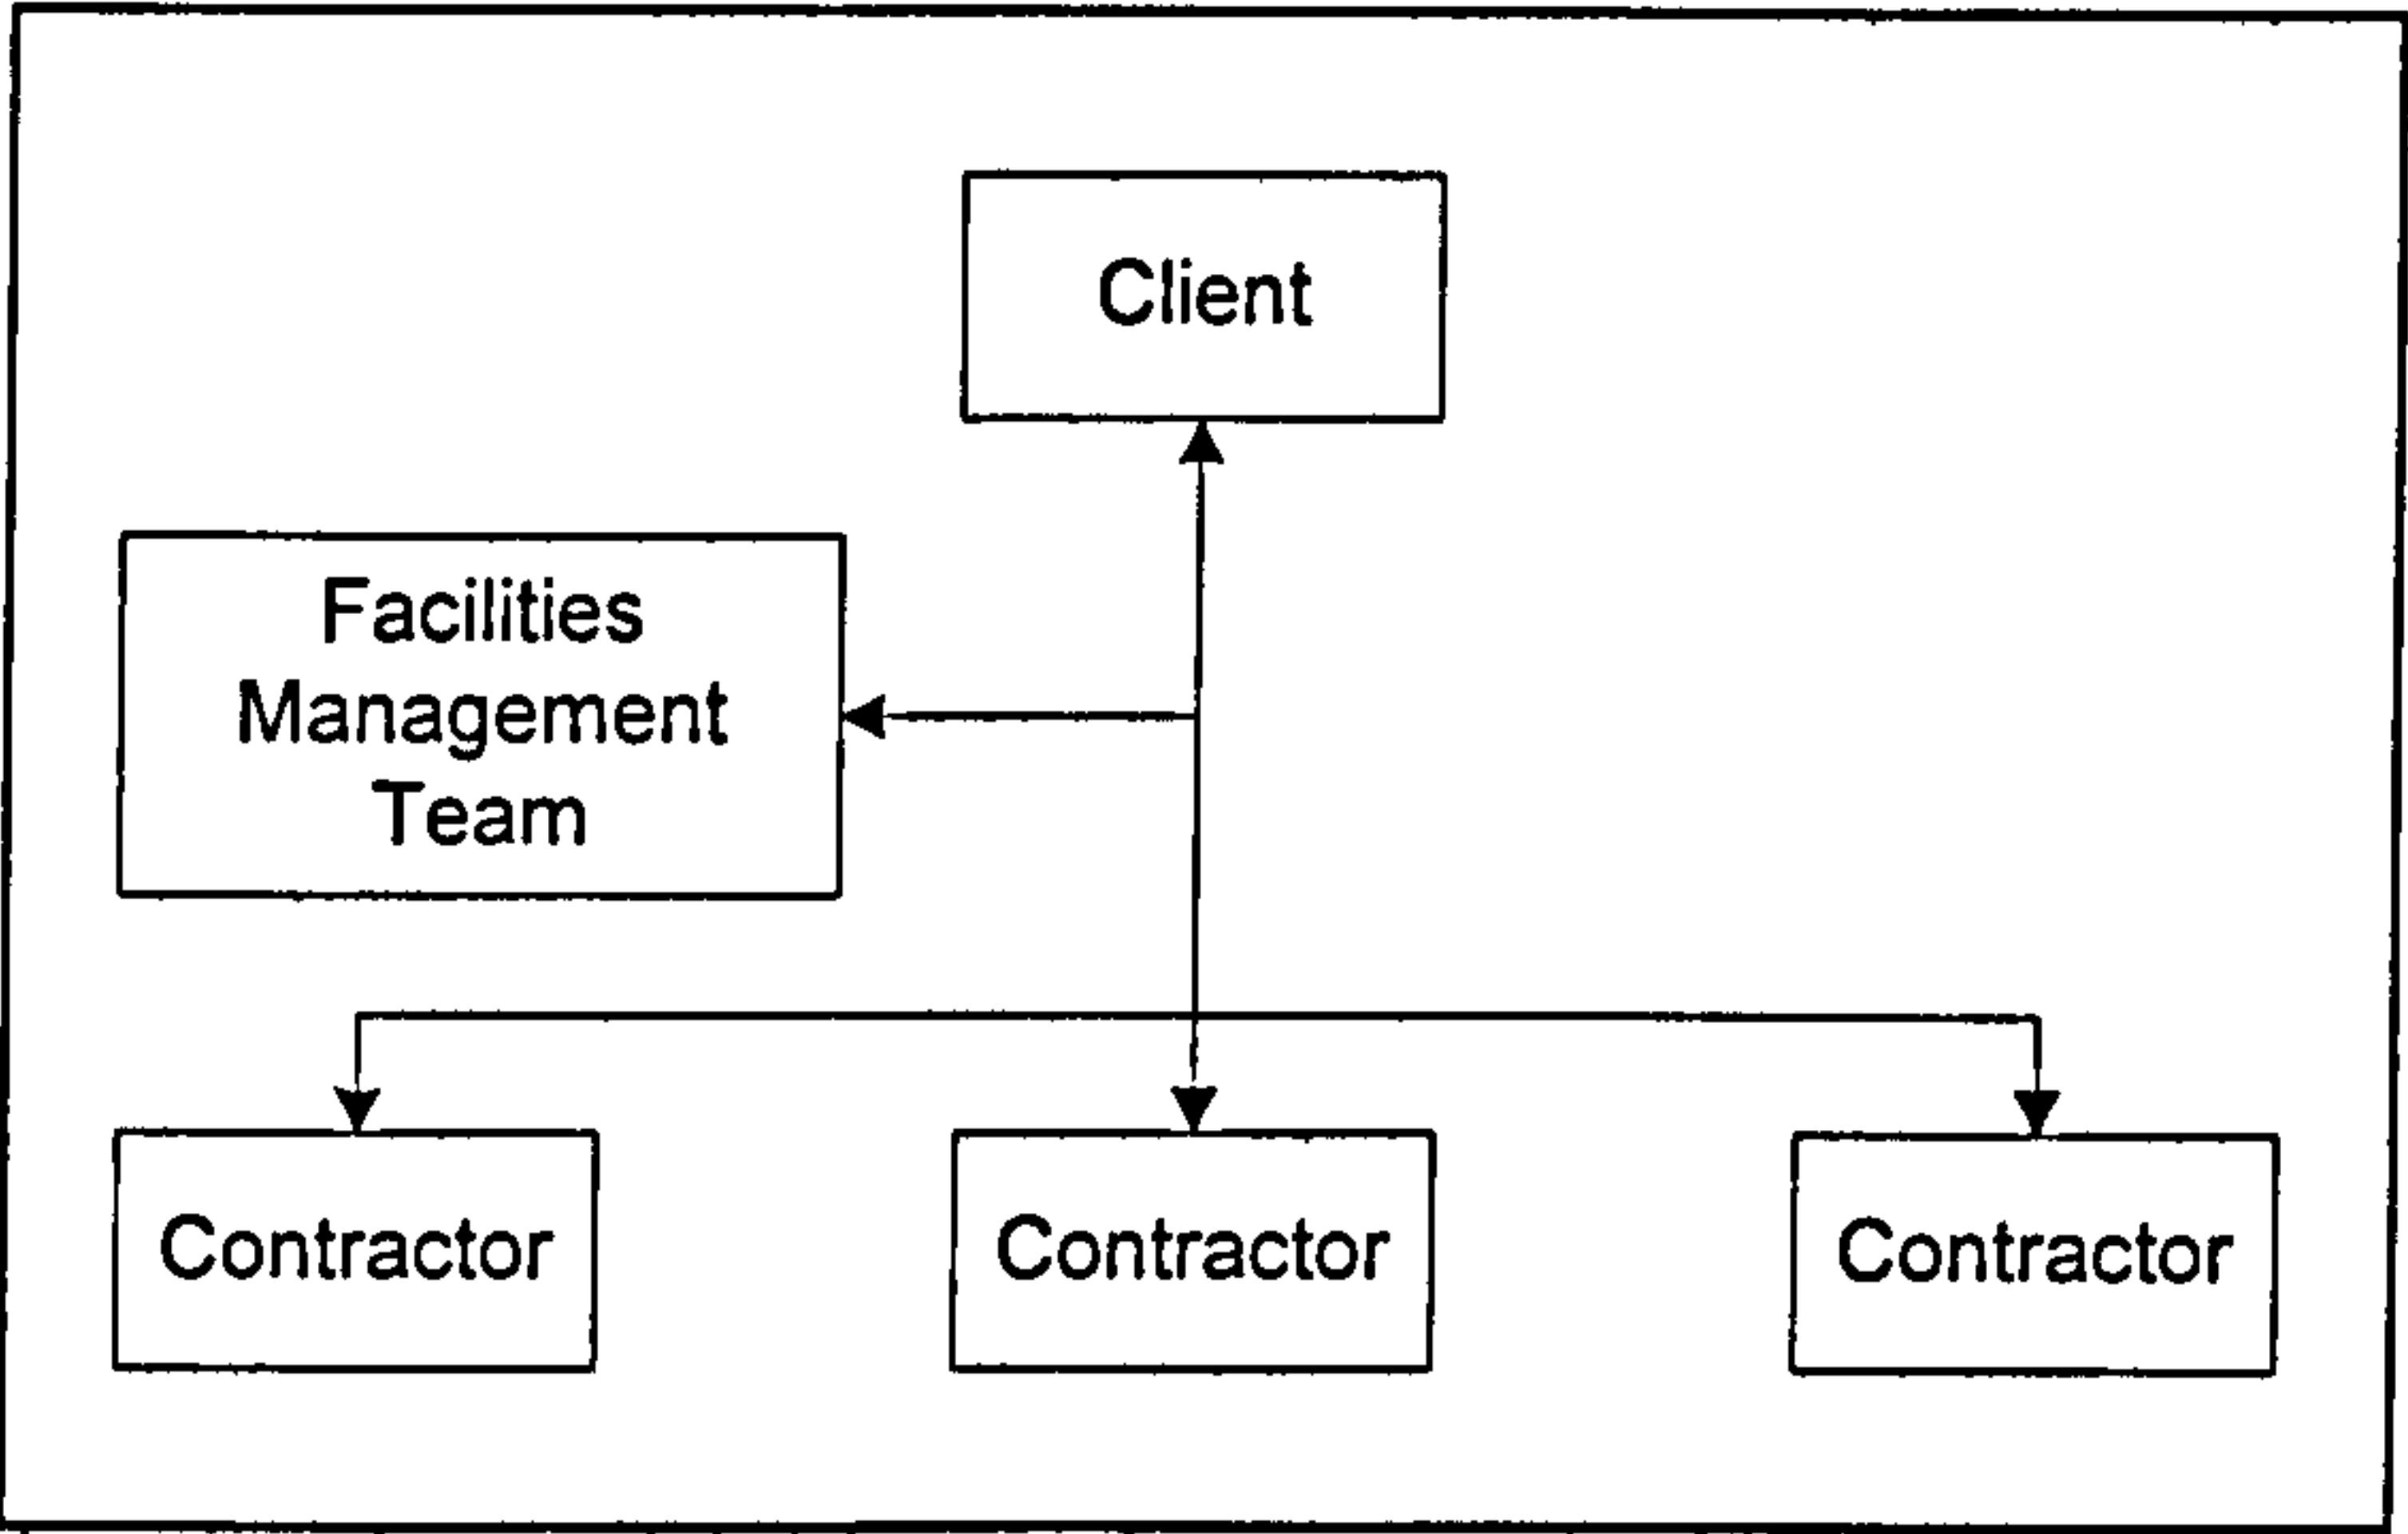 Client
Facilities
Management
Team
Contractor
Contractor
Contractor